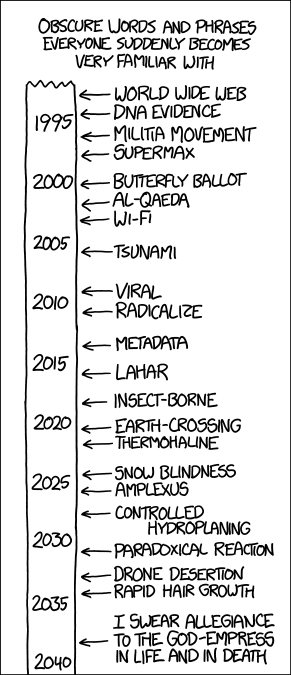 OBSCURE WORDS AND PHRASES
EVERYONE SUDDENLY BECOMES
VERY FAMILIAR WITH
WORLD WIDE WEB
DNA EVIDENCE
1995
MILITIA MOVEMENT
SUPERMAX
2000
BUTTERFLY BALLOT
AL-QAEDA
WI-FI
2005
TSUNAMI
VIRAL
2010
RADICALIZE
METADATA
2015
LAHAR
INSECT-BORNE
2020
EARTH-CROSSING
THERMOHALINE
SNOW BLINDNESS
2025
AMPLEXUS
CONTROLLED
HYDROPLANING
2030
PARADOXICAL REACTION
DRONE DESERTION
RAPID HAIR GROWTH
2035
I SWEAR ALLEGIANCE
TO THE GOD-EMPRESS
IN LIFE AND IN DEATH
2040